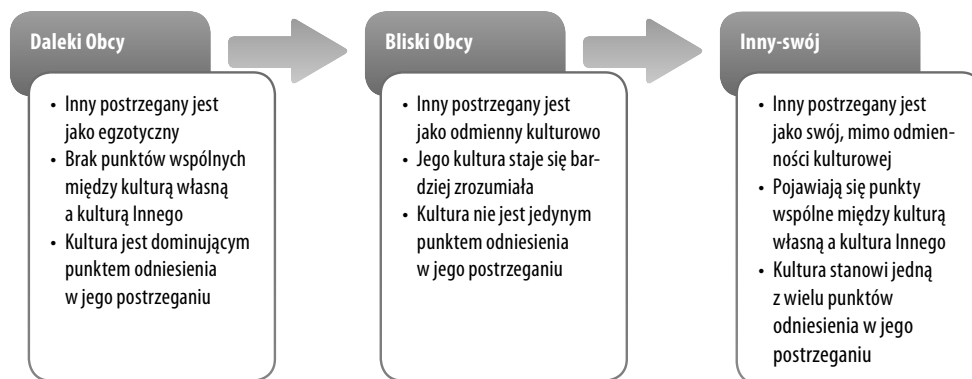 Daleki Obcy
• Inny postrzegany jest
jako egzotyczny
• Brak punktów wspólnych
między kulturą własną
a kulturą Innego
• Kultura jest dominującym
punktem odniesienia
w jego postrzeganiu
Bliski Obcy
• Inny postrzegany jest
jako odmienny kulturowo
• Jego kultura staje się bar-
dziej zrozumiała
• Kultura nie jest jedynym
punktem odniesienia
w jego postrzeganiu
Inny-swój
• Inny postrzegany jest
jako swój, mimo odmien-
ności kulturowej
• Pojawiają się punkty
wspólne między kulturą
własną a kultura Innego
• Kultura stanowi jedną
z wielu punktów
odniesienia w jego
postrzeganiu